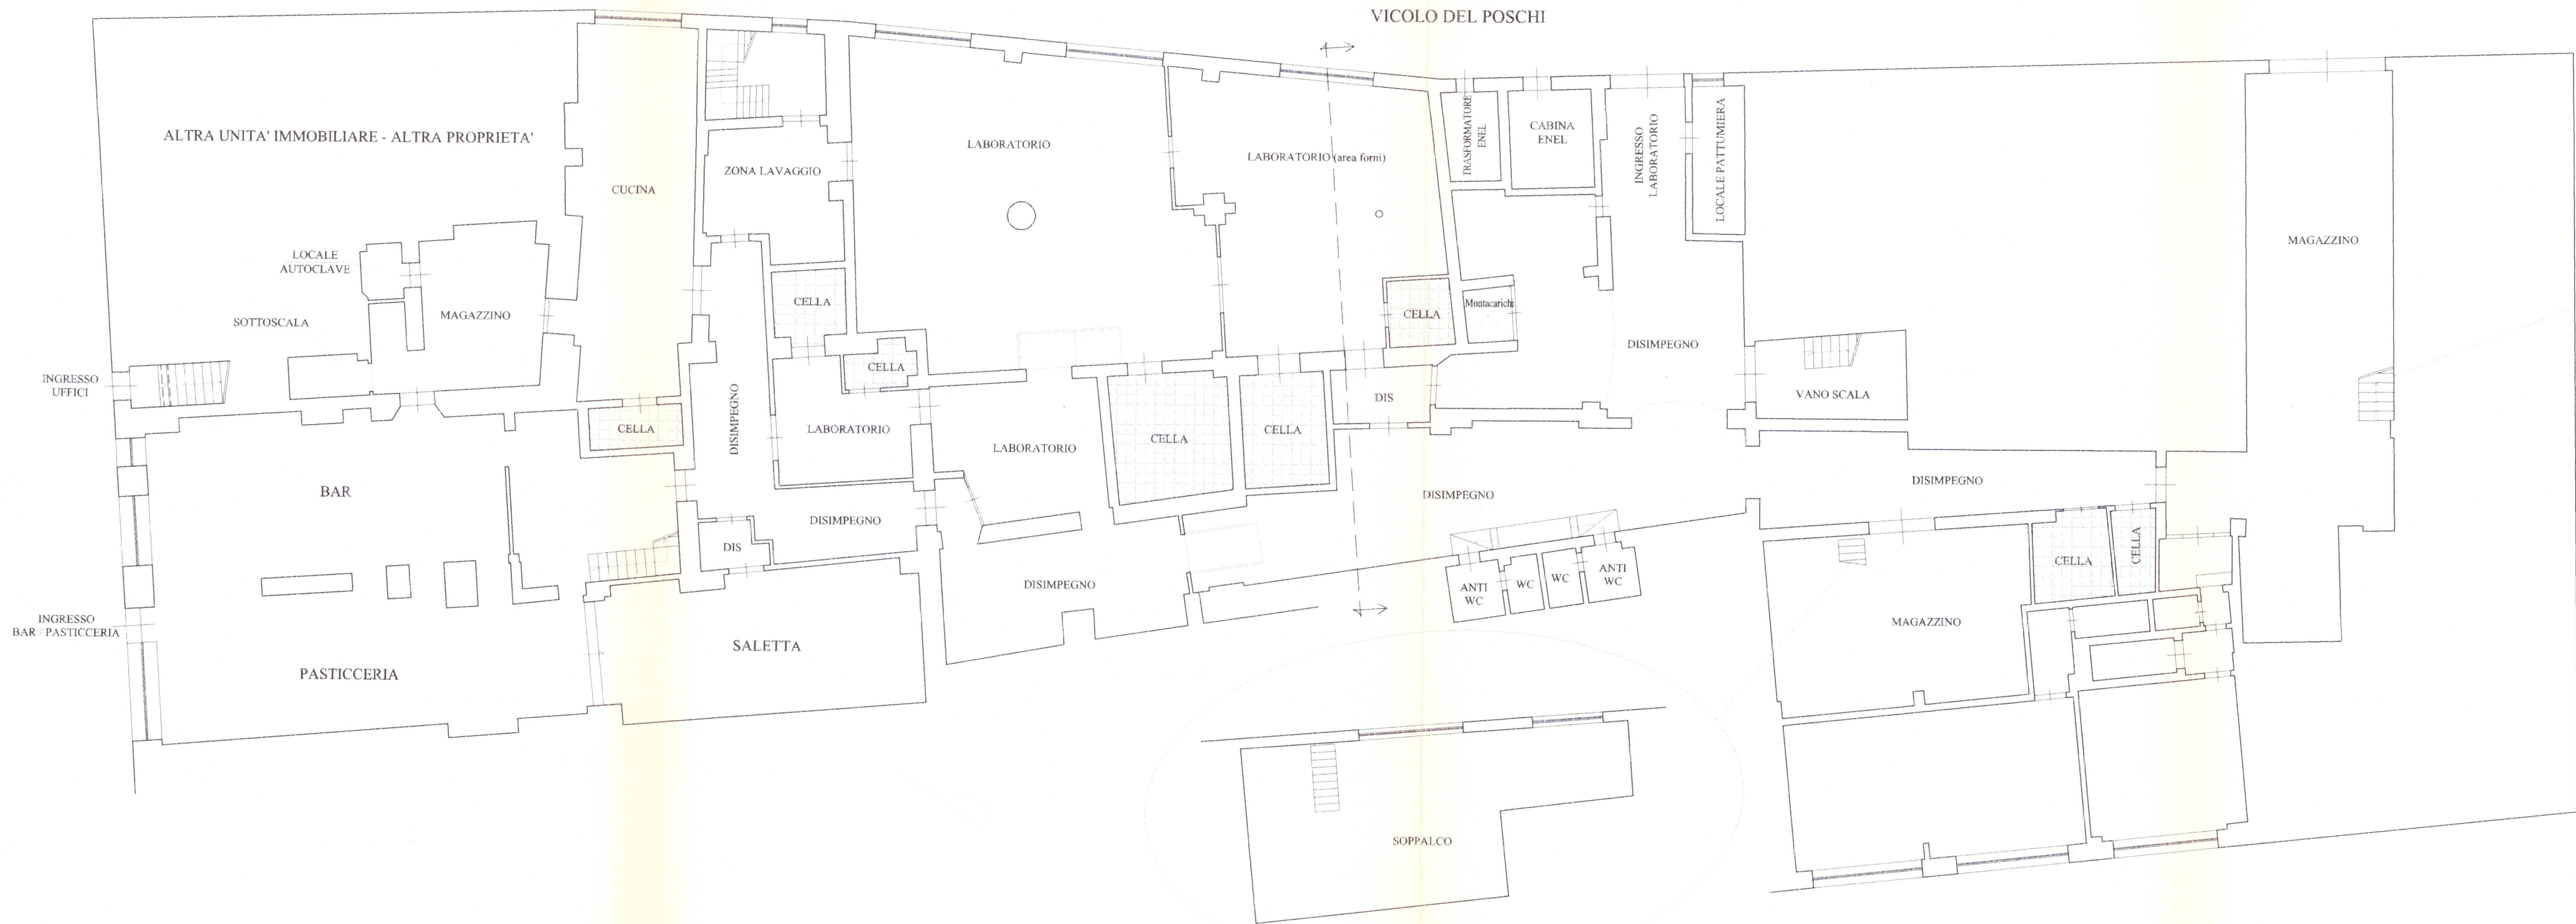 VICOLO DEL POSCHI
ALTRA UNITA' IMMOBILIARE - ALTRA PROPRIETA'
CUCINA
ZONA LAVAGGIO
LABORATORIO
LABORATORIO (area forni)
TRASFORMATORE
ENEL
CABINA
ENEL
INGRESSO
LABORATORIO
LOCALE PATTUMIERA
MAGAZZINO
LOCALE
AUTOCLAVE
SOTTOSCALA
MAGAZZINO
CELLA
CELLA
CELLA
Montacarichi
DISIMPEGNO
INGRESSO
UFFICI
VANO SCALA
DISIMPEGNO
DIS
CELLA
LABORATORIO
LABORATORIO
CELLA
CELLA
BAR
DISIMPEGNO
DISIMPEGNO
DISIMPEGNO
DIS
DISIMPEGNO
ANTI
WC
WC
WC
ANTI
WC
CELLA
CELLA
INGRESSO
BAR / PASTICCERIA
SALETTA
MAGAZZINO
PASTICCERIA
SOPPALCO